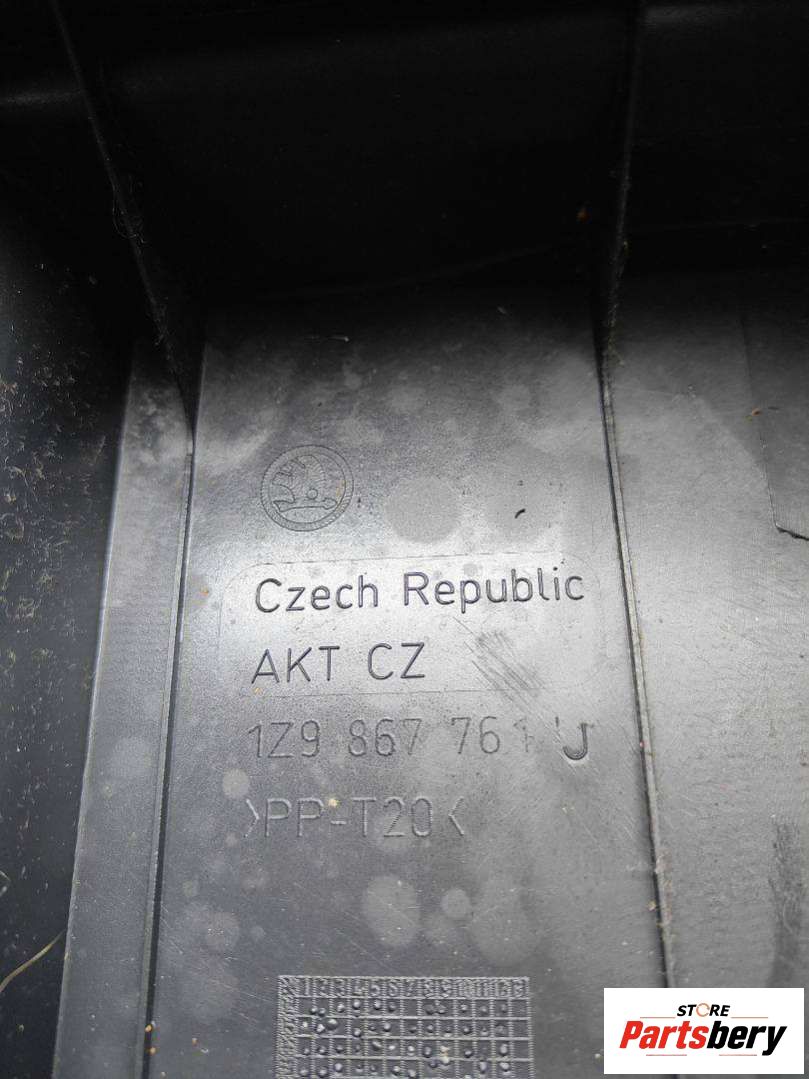 Czech Republic
AKT CZ
1Z9 867 761 J
>PP-T20<
STORE
Partsbery